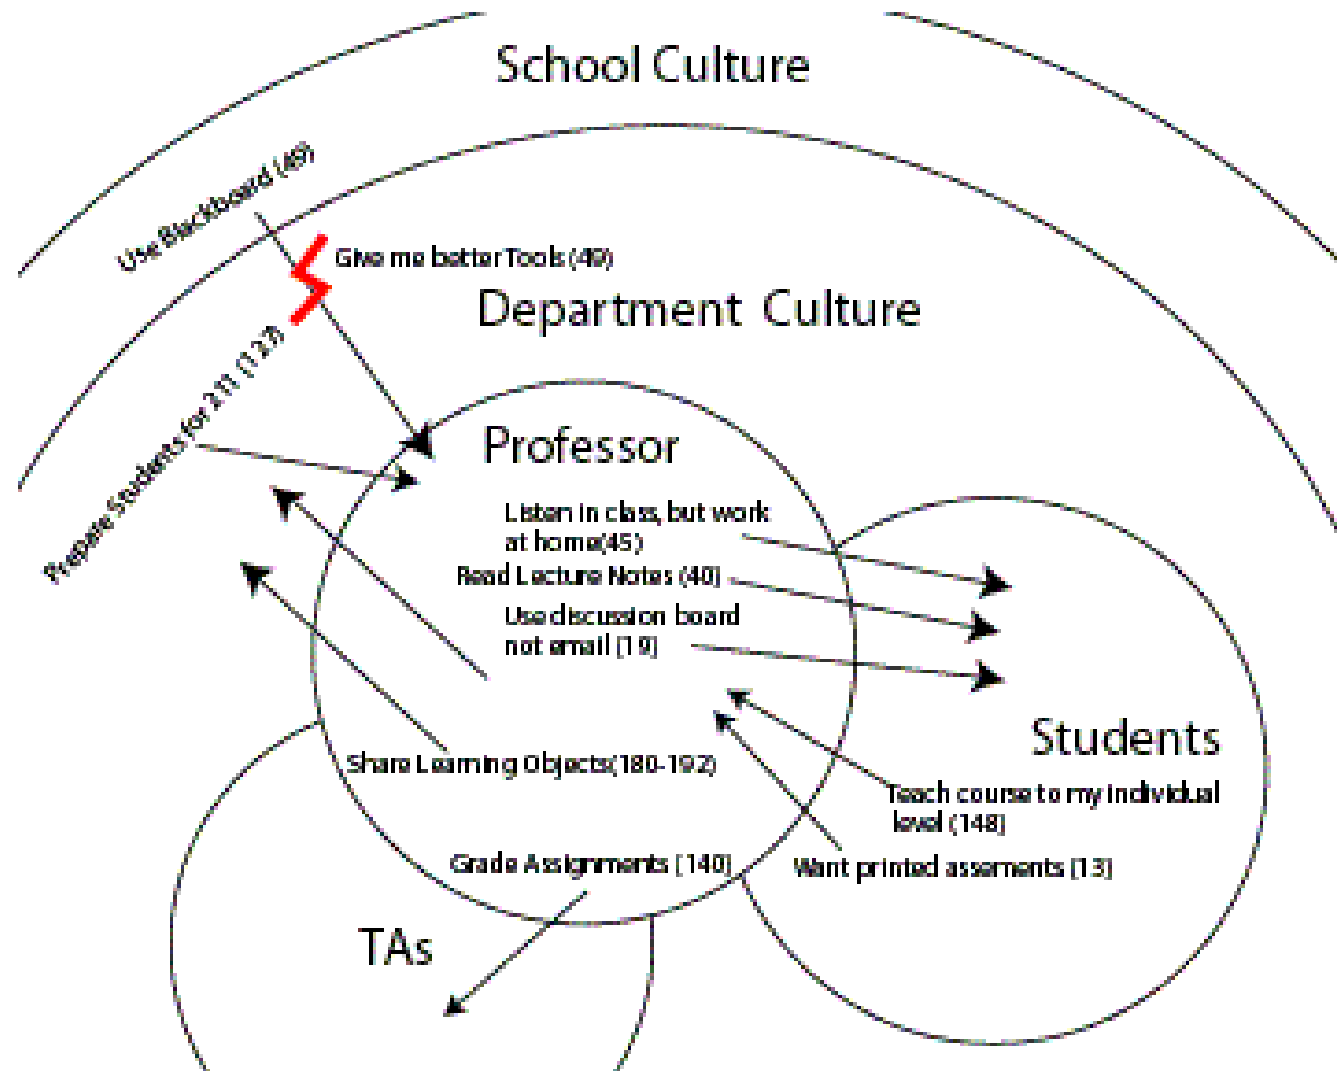 School Culture
Use Blackboard (49)
Give me better Tools (49)
Department Culture
Prepare Students for 211 (127)
Professor
Listen in class, but work
at home(45)
Read Lecture Notes (40)
Use discussion board
not email (19)
Students
Share Learning Objects(180-192)
Teach course to my individual
level (148)
Grade Assignments (140)
Want printed assements (13)
TAs